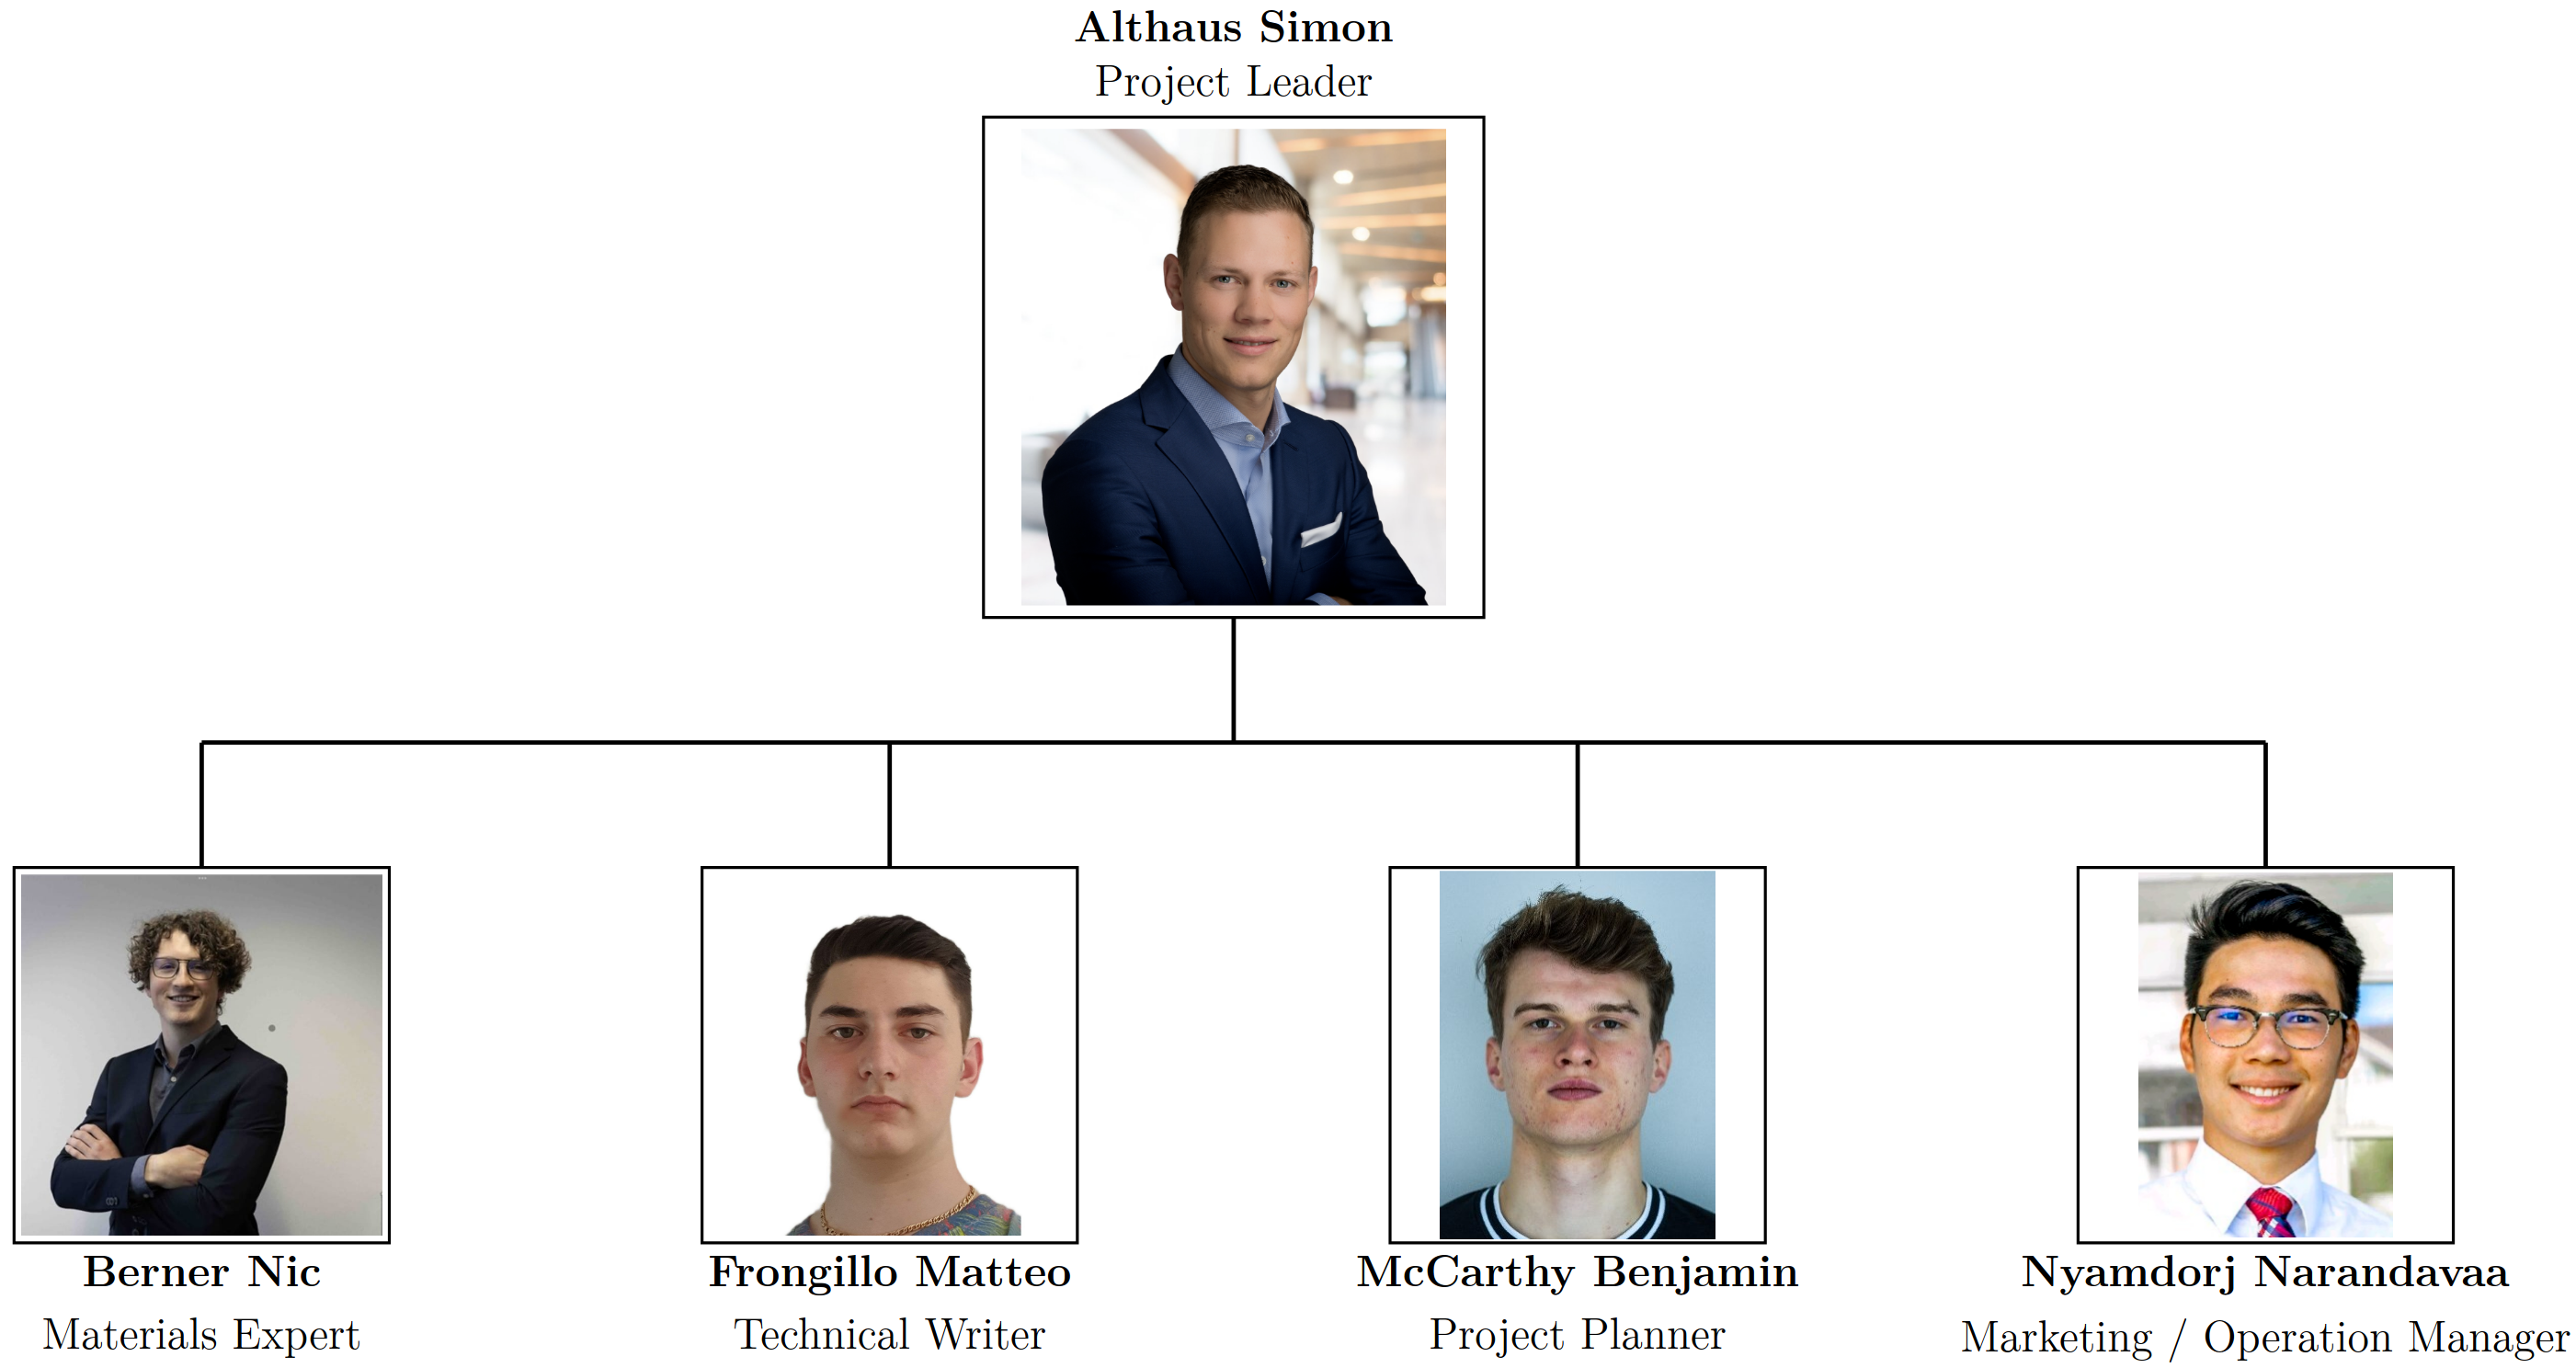 Althaus Simon
Project Leader
Berner Nic
Materials Expert
Frongillo Matteo
Technical Writer
McCarthy Benjamin
Project Planner
Nyamdorj Narandavaa
Marketing / Operation Manager